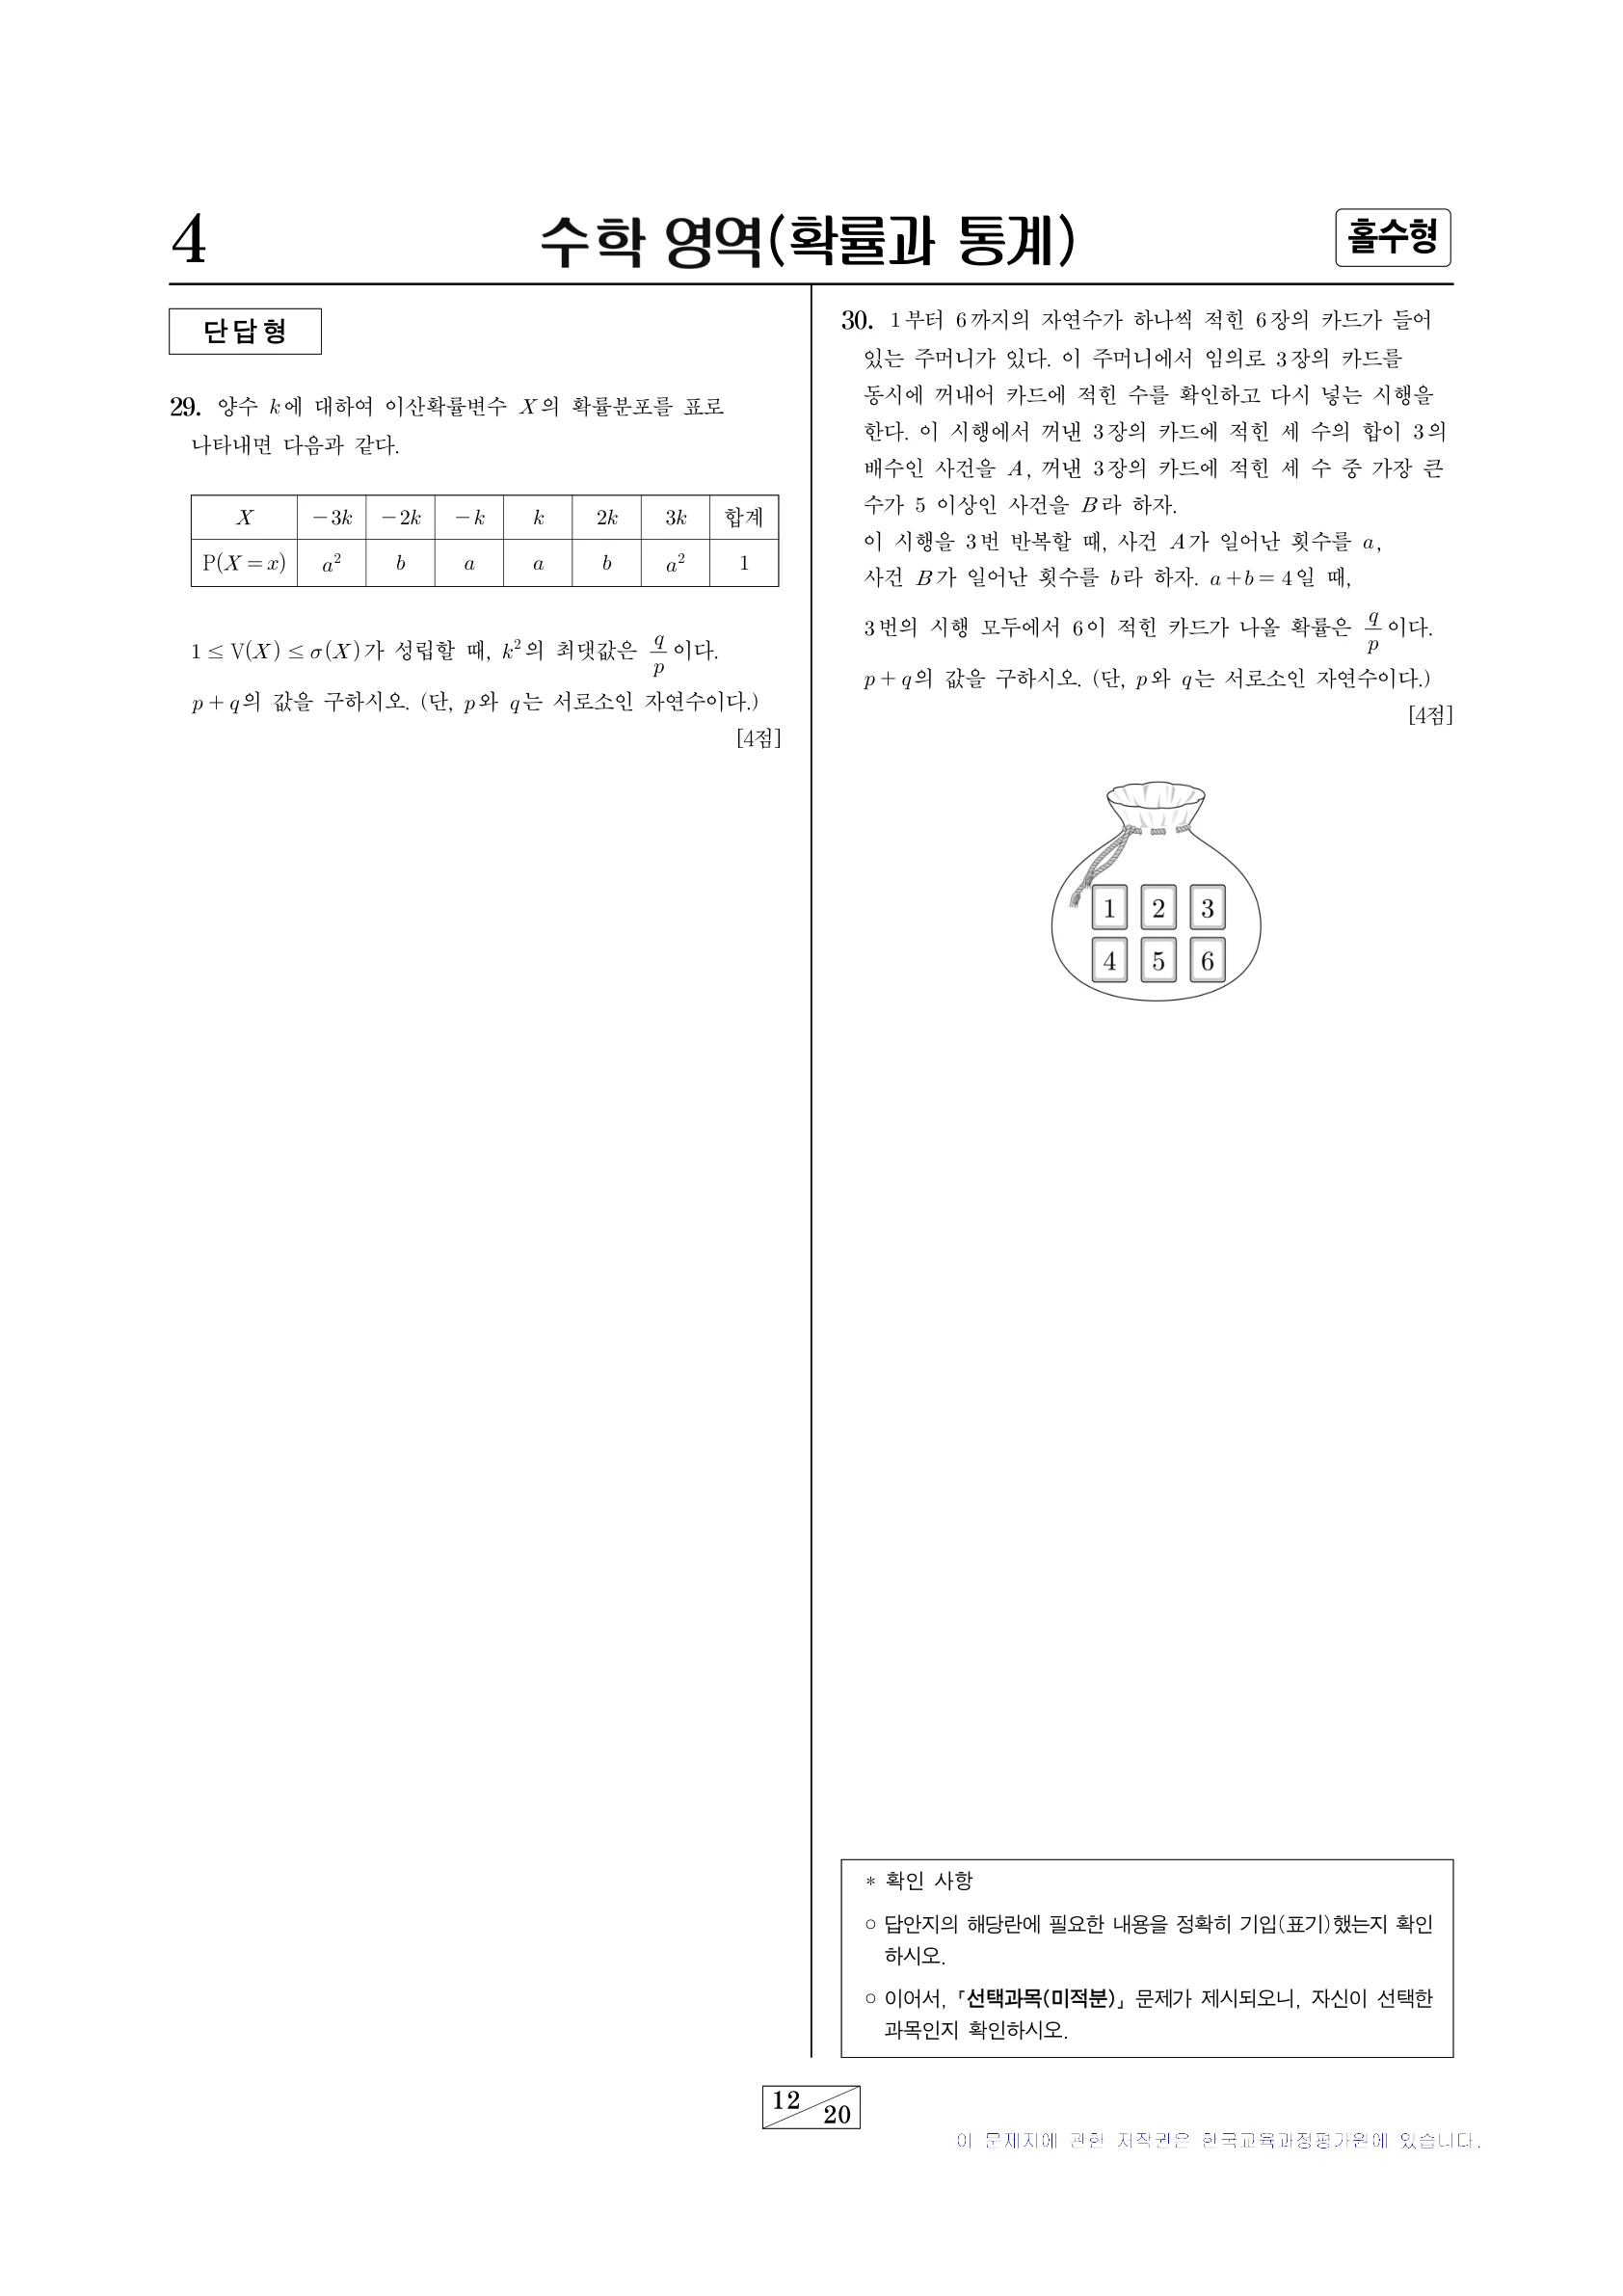 4
수학 영역(확률과 통계)
홀수형
단답형
29. 양수 k에 대하여 이산확률변수 X의 확률분포를 표로
나타내면 다음과 같다.
X −3k −2k −k k 2k 3k 합계
P(X=x) a² b a a b a² 1
1 ≤ V(X) ≤ σ(X)가 성립할 때, k²의 최댓값은 q/p 이다.
p+q의 값을 구하시오. (단, p와 q는 서로소인 자연수이다.)
[4점]
30. 1부터 6까지의 자연수가 하나씩 적힌 6장의 카드가 들어
있는 주머니가 있다. 이 주머니에서 임의로 3장의 카드를
동시에 꺼내어 카드에 적힌 수를 확인하고 다시 넣는 시행을
한다. 이 시행에서 꺼낸 3장의 카드에 적힌 세 수의 합이 3의
배수인 사건을 A, 꺼낸 3장의 카드에 적힌 세 수 중 가장 큰
수가 5 이상인 사건을 B라 하자.
이 시행을 3번 반복할 때, 사건 A가 일어난 횟수를 a,
사건 B가 일어난 횟수를 b라 하자. a+b=4일 때,
3번의 시행 모두에서 6이 적힌 카드가 나올 확률은 q/p 이다.
p+q의 값을 구하시오. (단, p와 q는 서로소인 자연수이다.)
[4점]
1 2 3
4 5 6
* 확인 사항
○ 답안지의 해당란에 필요한 내용을 정확히 기입(표기)했는지 확인
하시오.
○ 이어서, 「선택과목(미적분)」 문제가 제시되오니, 자신이 선택한
과목인지 확인하시오.
12
20
이 문제지에 관한 저작권은 한국교육과정평가원에 있습니다.